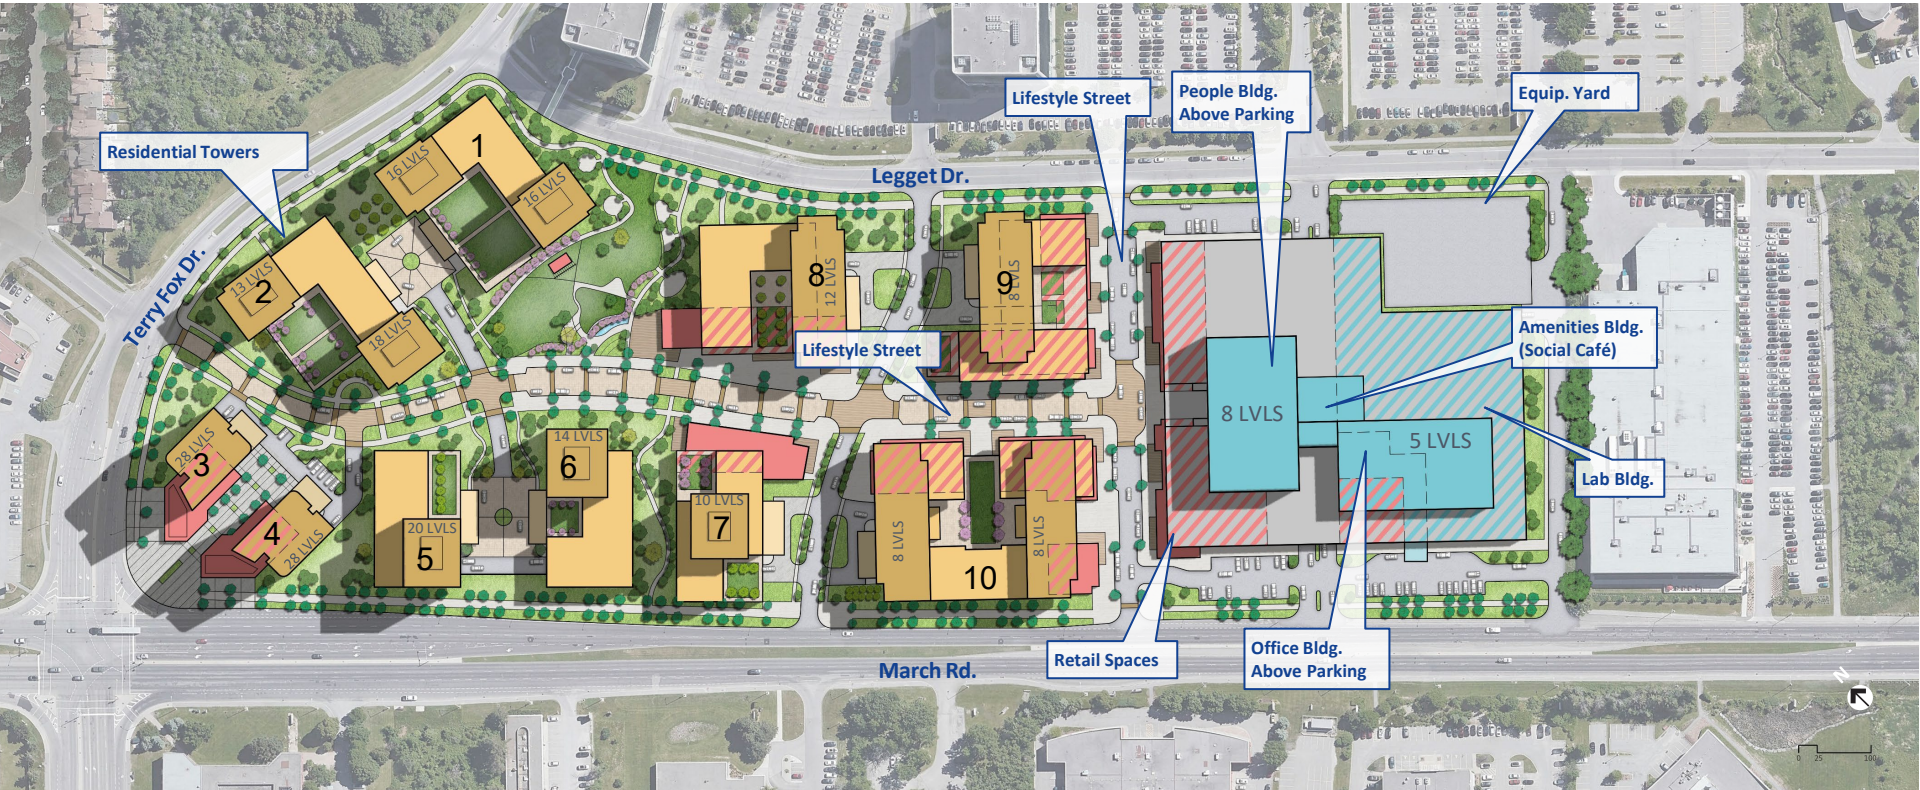 Lifestyle Street
People Bldg.
Above Parking
Equip. Yard
Residential Towers
Legget Dr.
Terry Fox Dr.
1
16 LVLS
16 LVLS
2
13 LVLS
18 LVLS
8
12 LVLS
9
8 LVLS
Lifestyle Street
Amenities Bldg.
(Social Café)
8 LVLS
5 LVLS
3
28 LVLS
4
28 LVLS
14 LVLS
6
20 LVLS
5
10 LVLS
7
8 LVLS
8 LVLS
10
Lab Bldg.
Retail Spaces
Office Bldg.
Above Parking
March Rd.
N
0 25 100